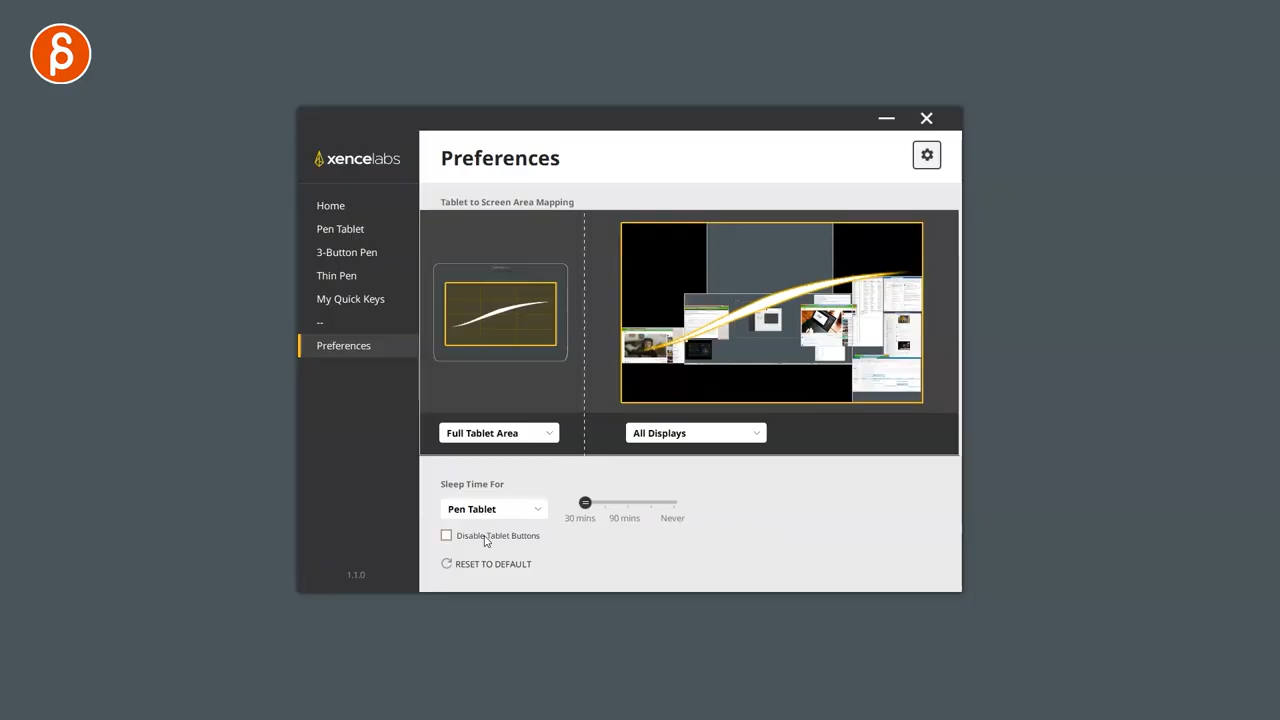 xencelabs
Preferences
Home
Pen Tablet
3-Button Pen
Thin Pen
My Quick Keys
--
Preferences
1.1.0
Tablet to Screen Area Mapping
Full Tablet Area
All Displays
Sleep Time For
Pen Tablet
30 mins 90 mins Never
Disable Tablet Buttons
RESET TO DEFAULT